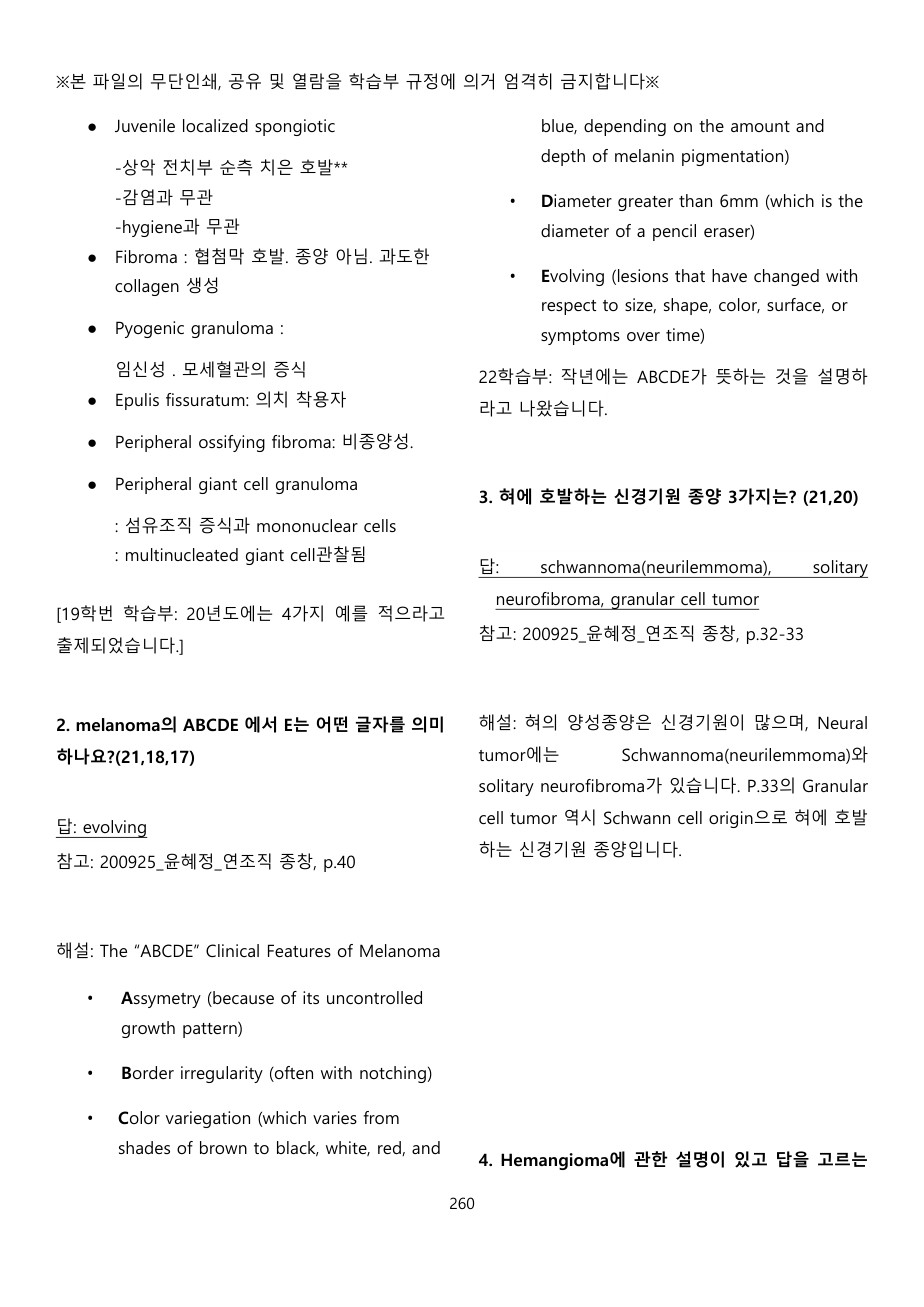 ※본 파일의 무단인쇄, 공유 및 열람을 학습부 규정에 의거 엄격히 금지합니다※
● Juvenile localized spongiotic
-상악 전치부 순측 치은 호발**
-감염과 무관
-hygiene과 무관
● Fibroma : 협첨막 호발. 종양 아님. 과도한
collagen 생성
● Pyogenic granuloma :
임신성 . 모세혈관의 증식
● Epulis fissuratum: 의치 착용자
● Peripheral ossifying fibroma: 비종양성.
● Peripheral giant cell granuloma
: 섬유조직 증식과 mononuclear cells
: multinucleated giant cell관찰됨
[19학번 학습부: 20년도에는 4가지 예를 적으라고
출제되었습니다.]
2. melanoma의 ABCDE 에서 E는 어떤 글자를 의미
하나요?(21,18,17)
답: evolving
참고: 200925_윤혜정_연조직 종창, p.40
해설: The “ABCDE” Clinical Features of Melanoma
• Assymetry (because of its uncontrolled
growth pattern)
• Border irregularity (often with notching)
• Color variegation (which varies from
shades of brown to black, white, red, and
blue, depending on the amount and
depth of melanin pigmentation)
• Diameter greater than 6mm (which is the
diameter of a pencil eraser)
• Evolving (lesions that have changed with
respect to size, shape, color, surface, or
symptoms over time)
22학습부: 작년에는 ABCDE가 뜻하는 것을 설명하
라고 나왔습니다.
3. 혀에 호발하는 신경기원 종양 3가지는? (21,20)
답: schwannoma(neurilemmoma), solitary
neurofibroma, granular cell tumor
참고: 200925_윤혜정_연조직 종창, p.32-33
해설: 혀의 양성종양은 신경기원이 많으며, Neural
tumor에는 Schwannoma(neurilemmoma)와
solitary neurofibroma가 있습니다. P.33의 Granular
cell tumor 역시 Schwann cell origin으로 혀에 호발
하는 신경기원 종양입니다.
4. Hemangioma에 관한 설명이 있고 답을 고르는
260